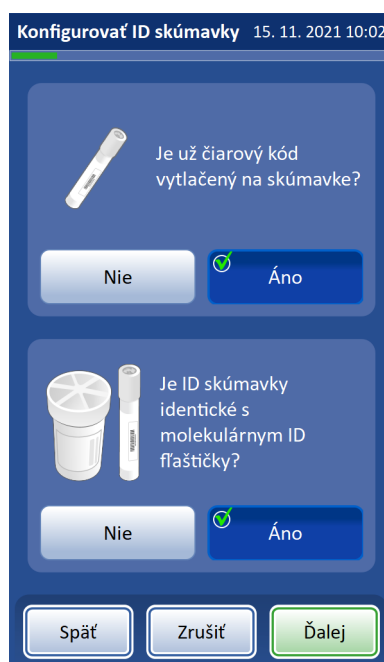 Konfigurovať ID skúmavky 15. 11. 2021 10:02
Je už čiarový kód
vytlačený na skúmavke?
Nie
Áno
Je ID skúmavky
identické s
molekulárnym ID
fľaštičky?
Nie
Áno
Späť
Zrušiť
Ďalej